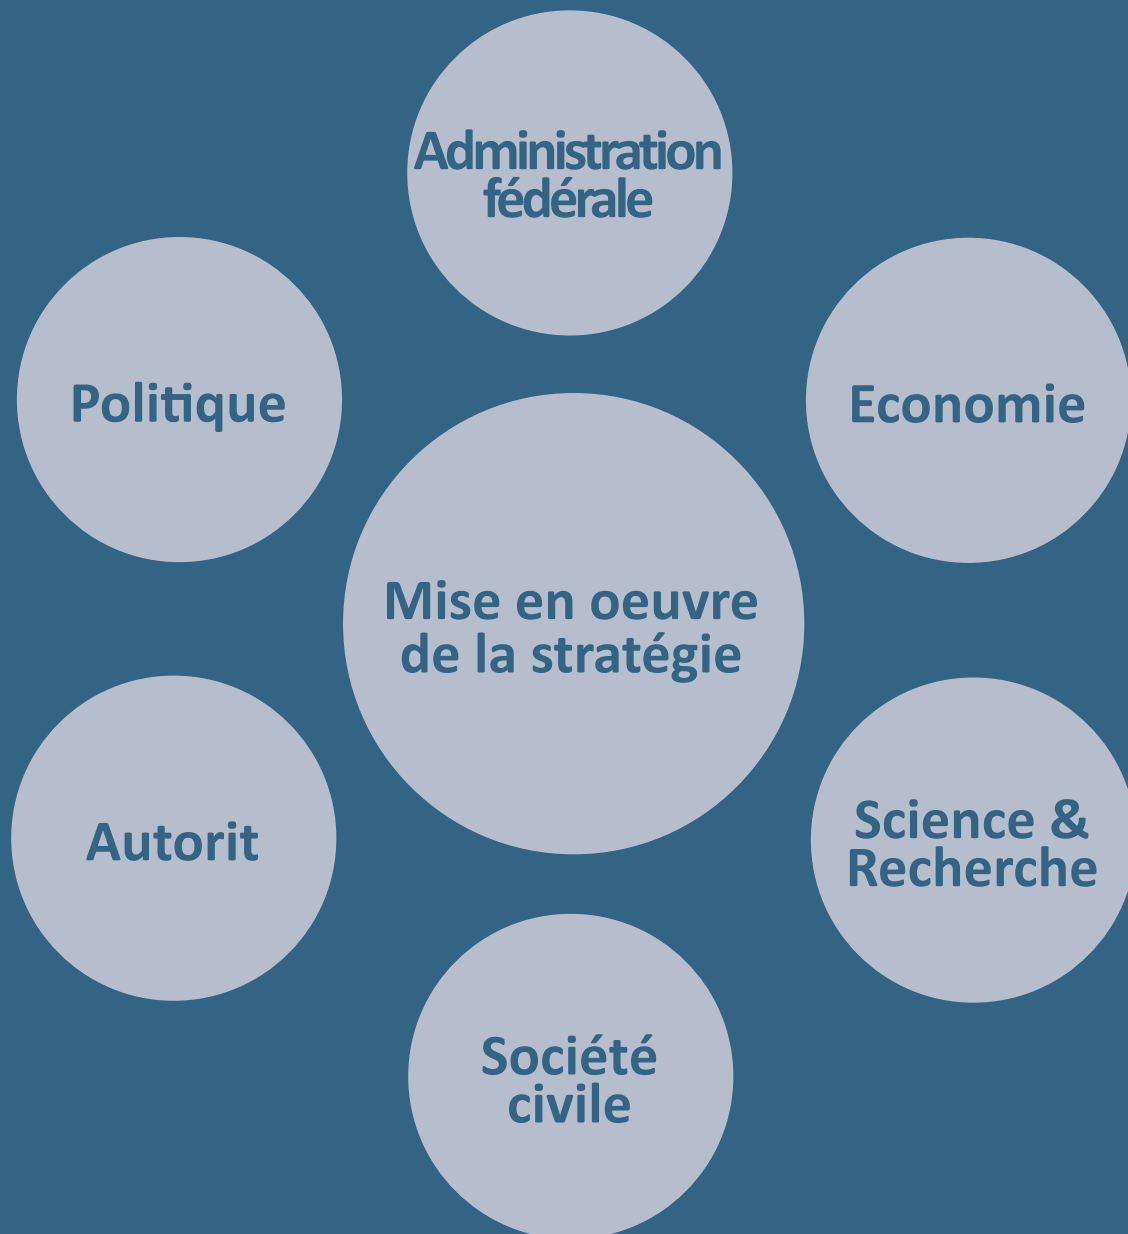 Administration
fédérale
Politique
Economie
Mise en oeuvre
de la stratégie
Autorit
Science &
Recherche
Société
civile